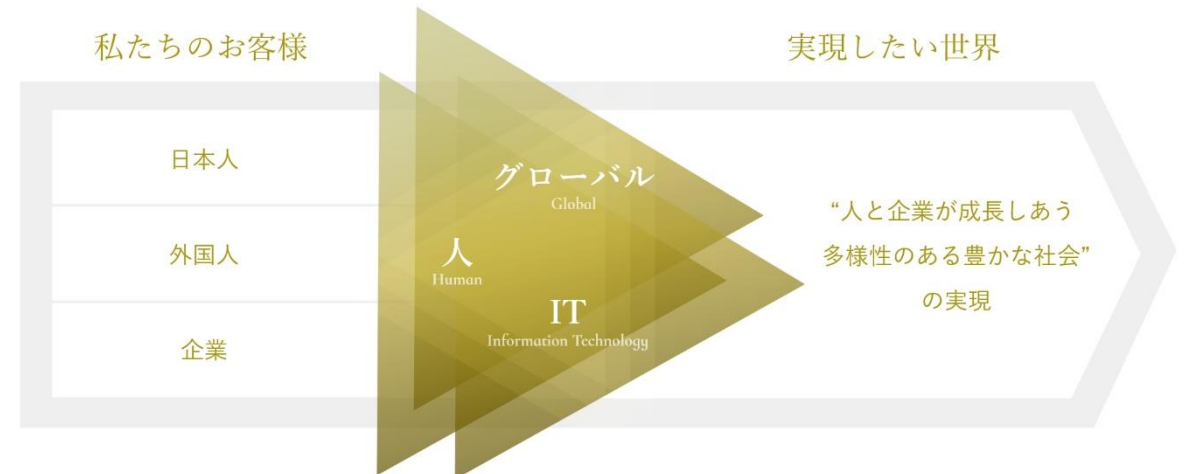 私たちのお客様
日本人
外国人
企業
グローバル
Global
人
Human
IT
Information Technology
実現したい世界
“人と企業が成長しあう
多様性のある豊かな社会”
の実現